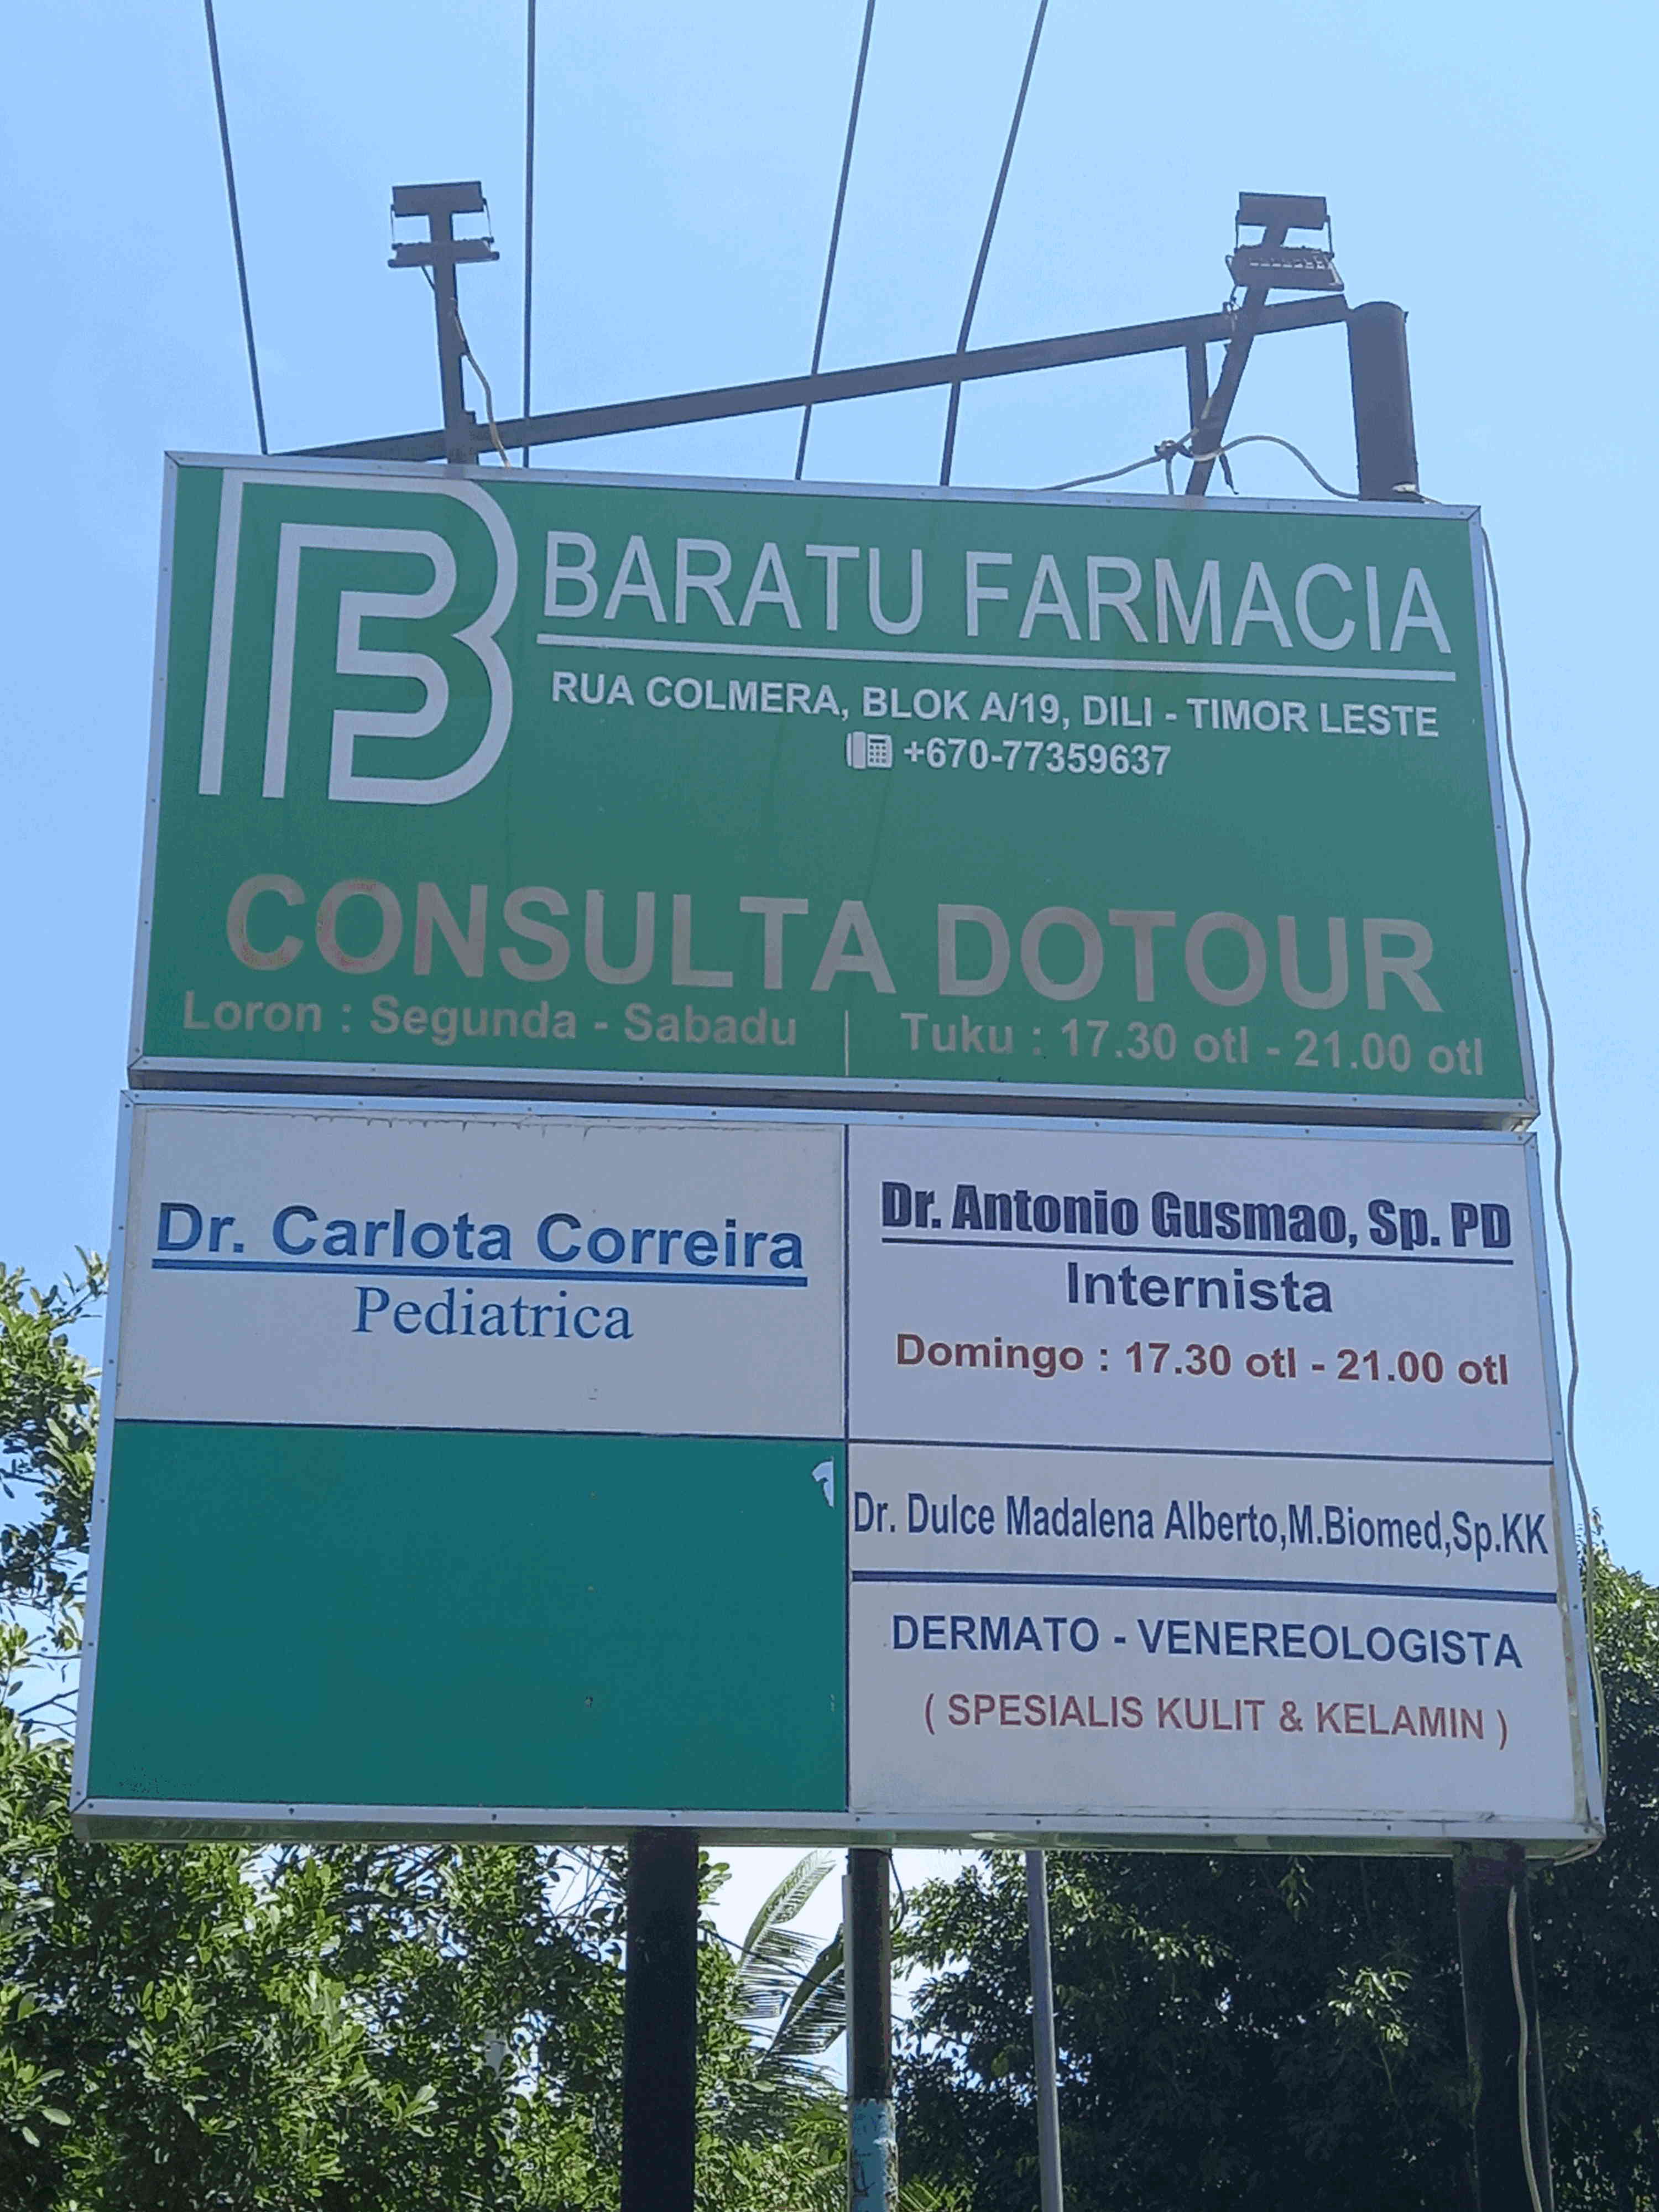 BARATU FARMACIA
RUA COLMERA, BLOK A/19, DILI - TIMOR LESTE
+670-77359637
CONSULTA DOTOUR
Loron : Segunda - Sabadu | Tuku : 17.30 otl - 21.00 otl
Dr. Carlota Correira
Pediatrica
Dr. Antonio Gusmao, Sp. PD
Internista
Domingo : 17.30 otl - 21.00 otl
Dr. Dulce Madalena Alberto,M.Biomed,Sp.KK
DERMATO - VENEREOLOGISTA
( SPESIALIS KULIT & KELAMIN )